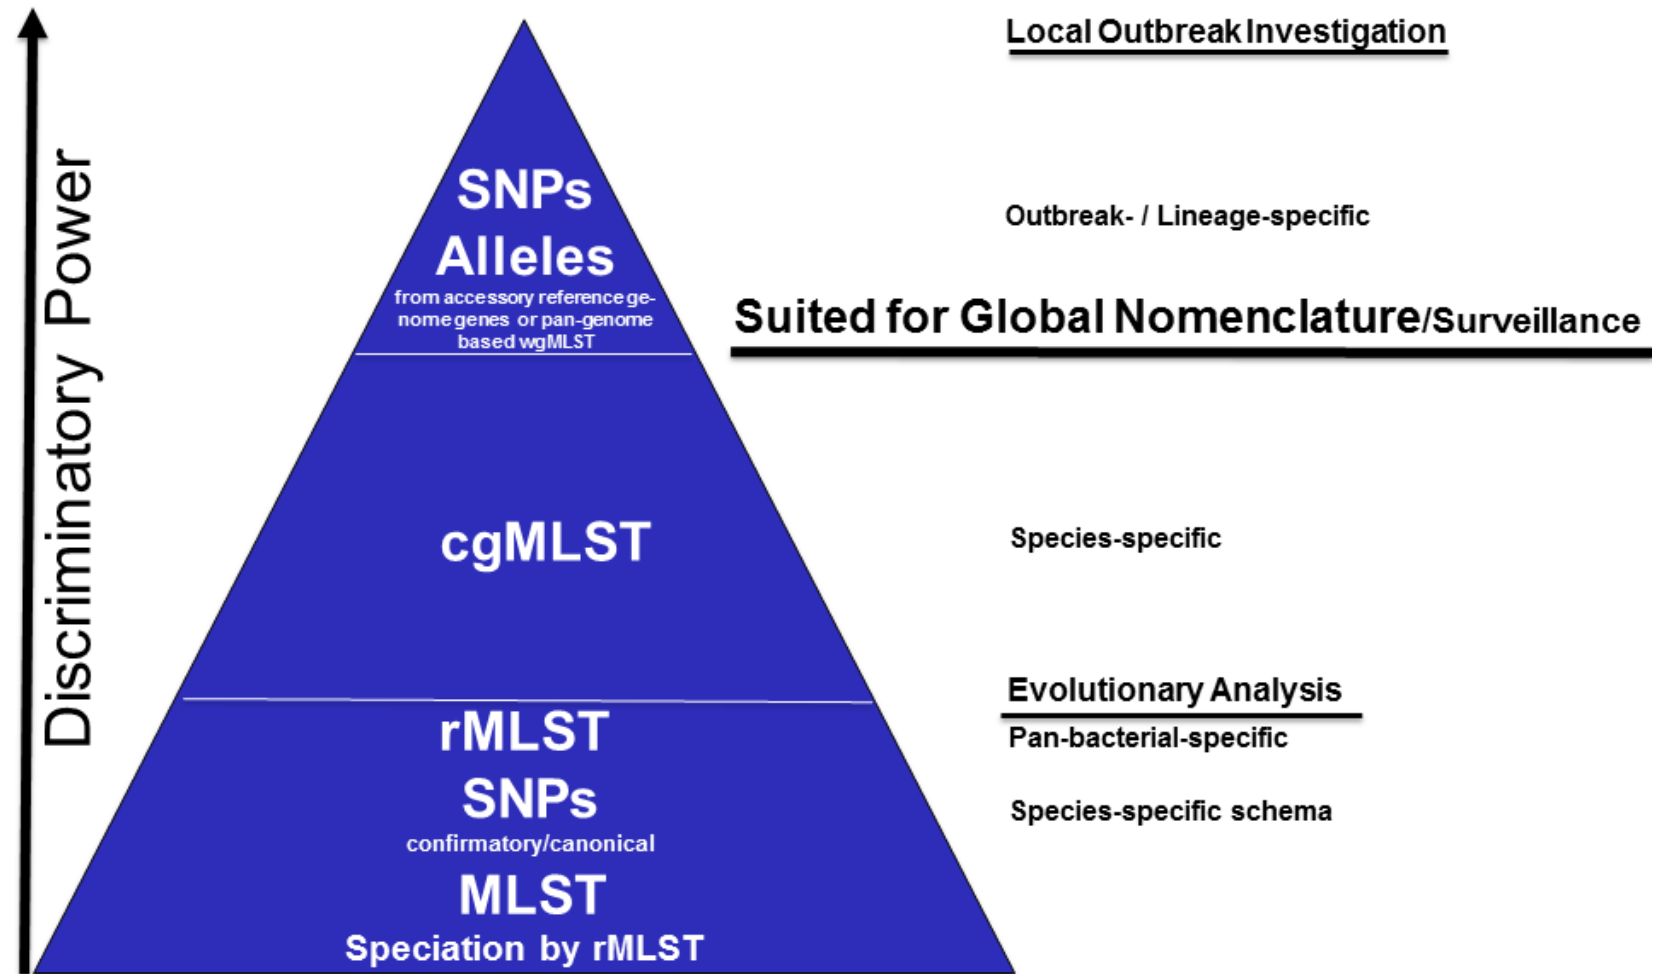 Discriminatory Power
SNPs
Alleles
from accessory reference ge-
nome genes or pan-genome
based wgMLST
cgMLST
rMLST
SNPs
confirmatory/canonical
MLST
Speciation by rMLST
Local Outbreak Investigation
Outbreak- / Lineage-specific
Suited for Global Nomenclature/Surveillance
Species-specific
Evolutionary Analysis
Pan-bacterial-specific
Species-specific schema